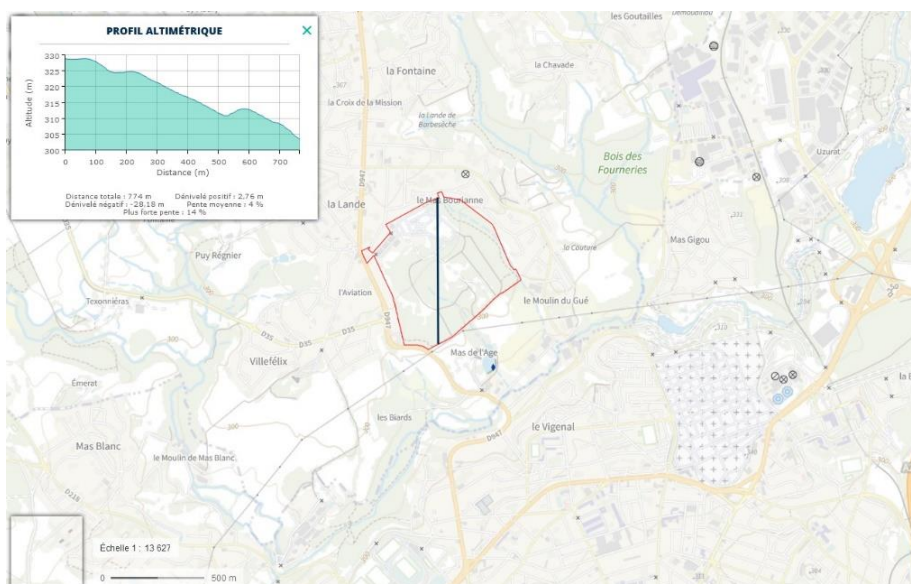 PROFIL ALTIMÉTRIQUE
×
Altitude (m)
330
325
320
315
310
305
300
0 100 200 300 400 500 600 700
Distance (m)
Distance totale : 774 m Dénivelé positif : 2,76 m
Dénivelé négatif : -28.18 m Pente moyenne : 4 %
Plus forte pente : 14 %
les Goutailles
la Fontaine
la Chavade
la Croix de la Mission
la Lande de
Barbesèche
Bois des
Fourneries
Uzurat
D947
la Lande
le Mas Bourianne
Puy Régnier
la Couture
Mas Gigou
l'Aviation
Texonniéras
le Moulin du Gué
D35
D35
D947
Villefélix
Mas de l'Age
Émerat
les Biards
le Vigenal
Mas Blanc
le Moulin de Mas Blanc
D947
D218
Échelle 1 : 13 627
0 500 m